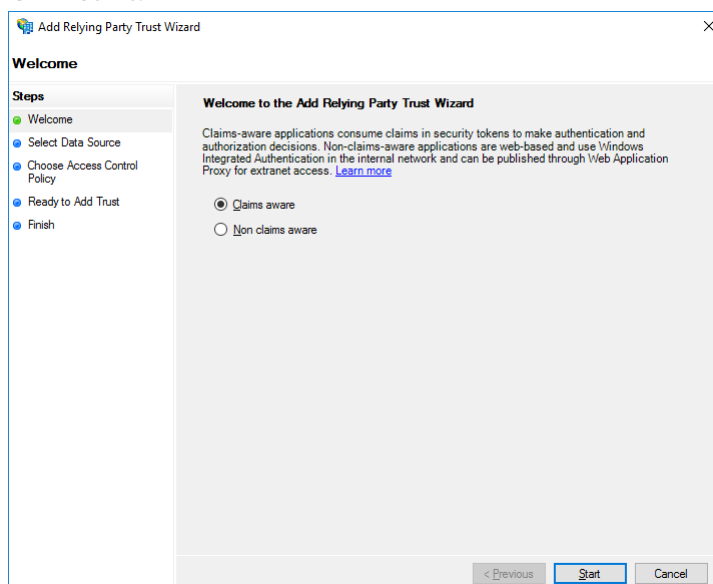 Add Relying Party Trust Wizard
Welcome
Steps
Welcome
Select Data Source
Choose Access Control
Policy
Ready to Add Trust
Finish
Welcome to the Add Relying Party Trust Wizard
Claims-aware applications consume claims in security tokens to make authentication and
authorization decisions. Non-claims-aware applications are web-based and use Windows
Integrated Authentication in the internal network and can be published through Web Application
Proxy for extranet access. Learn more
Claims aware
Non claims aware
< Previous
Start
Cancel